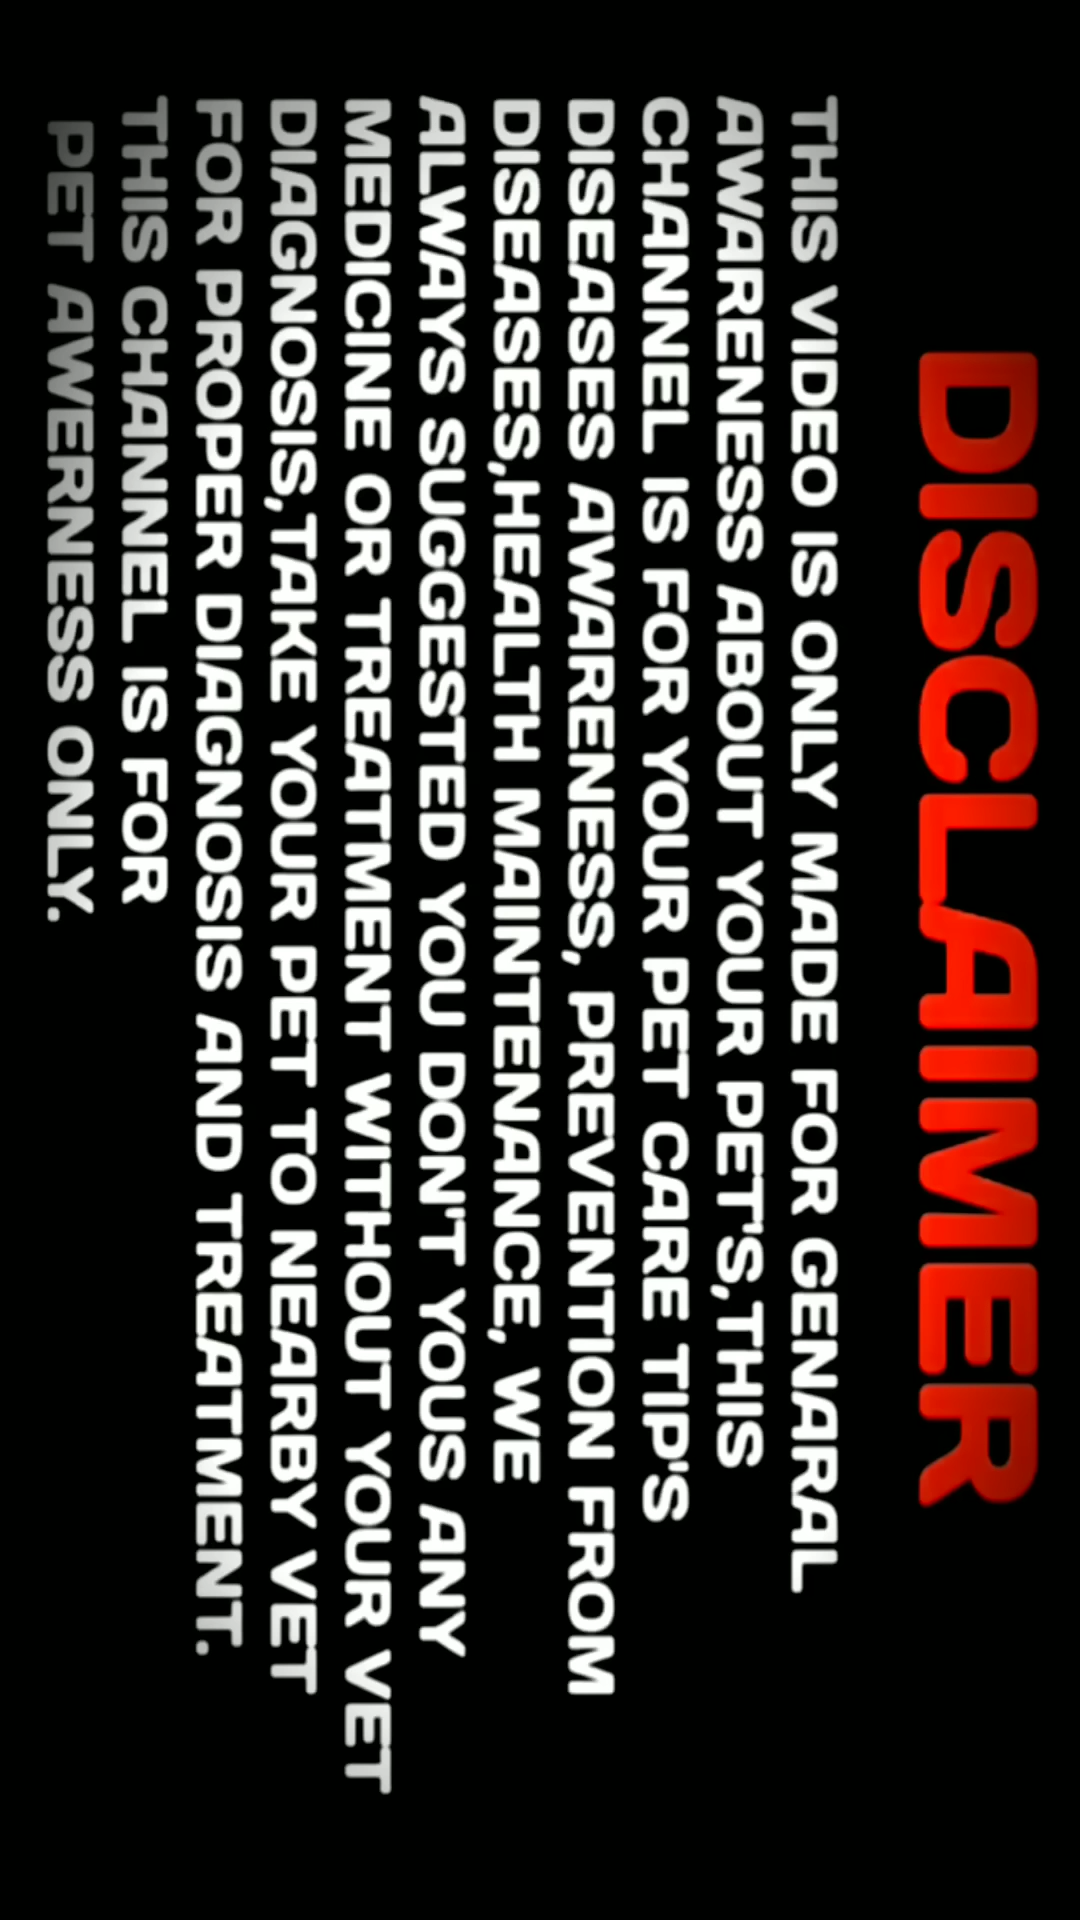 DISCLAIMER
THIS VIDEO IS ONLY MADE FOR GENARAL
AWARENESS ABOUT YOUR PET'S,THIS
CHANNEL IS FOR YOUR PET CARE TIP'S
DISEASES AWARENESS, PREVENTION FROM
DISEASES,HEALTH MAINTENANCE, WE
ALWAYS SUGGESTED YOU DON'T YOUS ANY
MEDICINE OR TREATMENT WITHOUT YOUR VET
DIAGNOSIS,TAKE YOUR PET TO NEARBY VET
FOR PROPER DIAGNOSIS AND TREATMENT.
THIS CHANNEL IS FOR
PET AWERNESS ONLY.